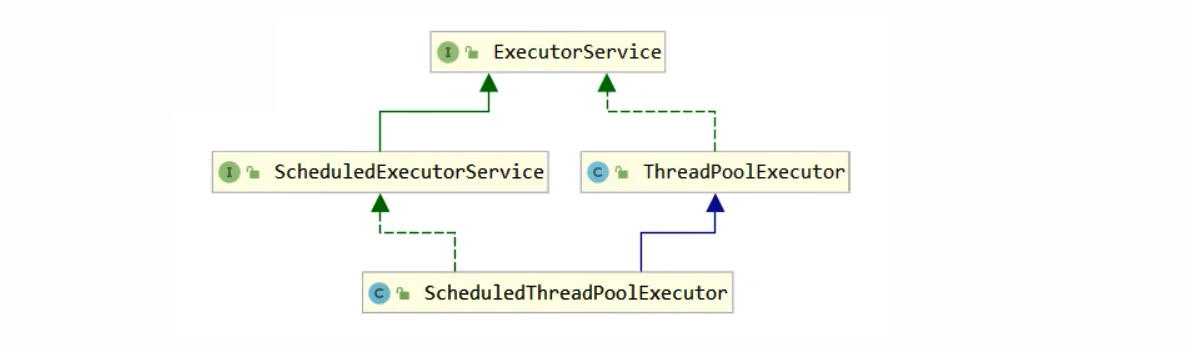 I ExecutorService
I ScheduledExecutorService
C ThreadPoolExecutor
C ScheduledThreadPoolExecutor